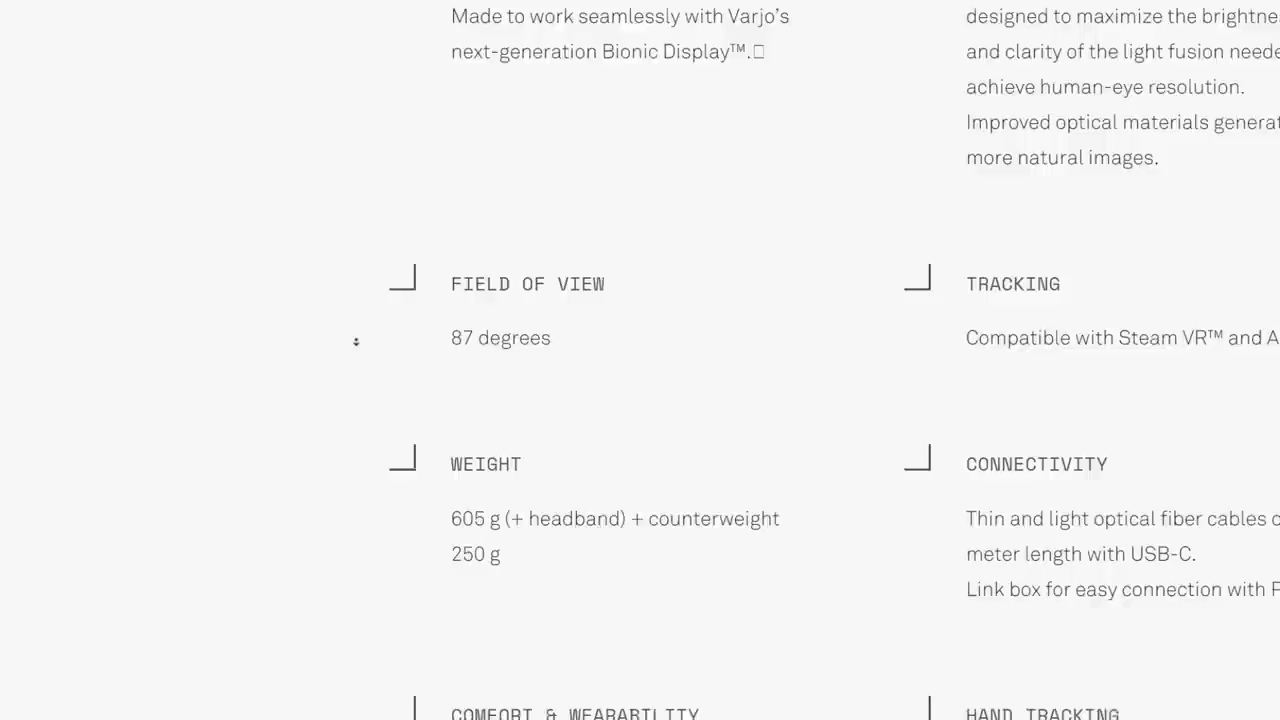 Made to work seamlessly with Varjo's
next-generation Bionic Display™.
designed to maximize the
and clarity of the light fusion
achieve human-eye resolution.
Improved optical materials
more natural images.
FIELD OF VIEW
87 degrees
TRACKING
Compatible with Steam VR™ and
WEIGHT
605 g (+ headband) + counterweight
250 g
CONNECTIVITY
Thin and light optical fiber cables
meter length with USB-C.
Link box for easy connection with
COMFORT & WEARABILITY
HAND TRACKING